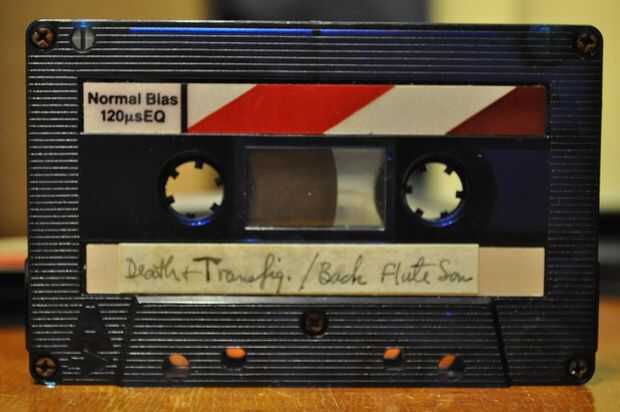 Normal Bias
120µsEQ
Death + Transfig. / Bach Flute Son